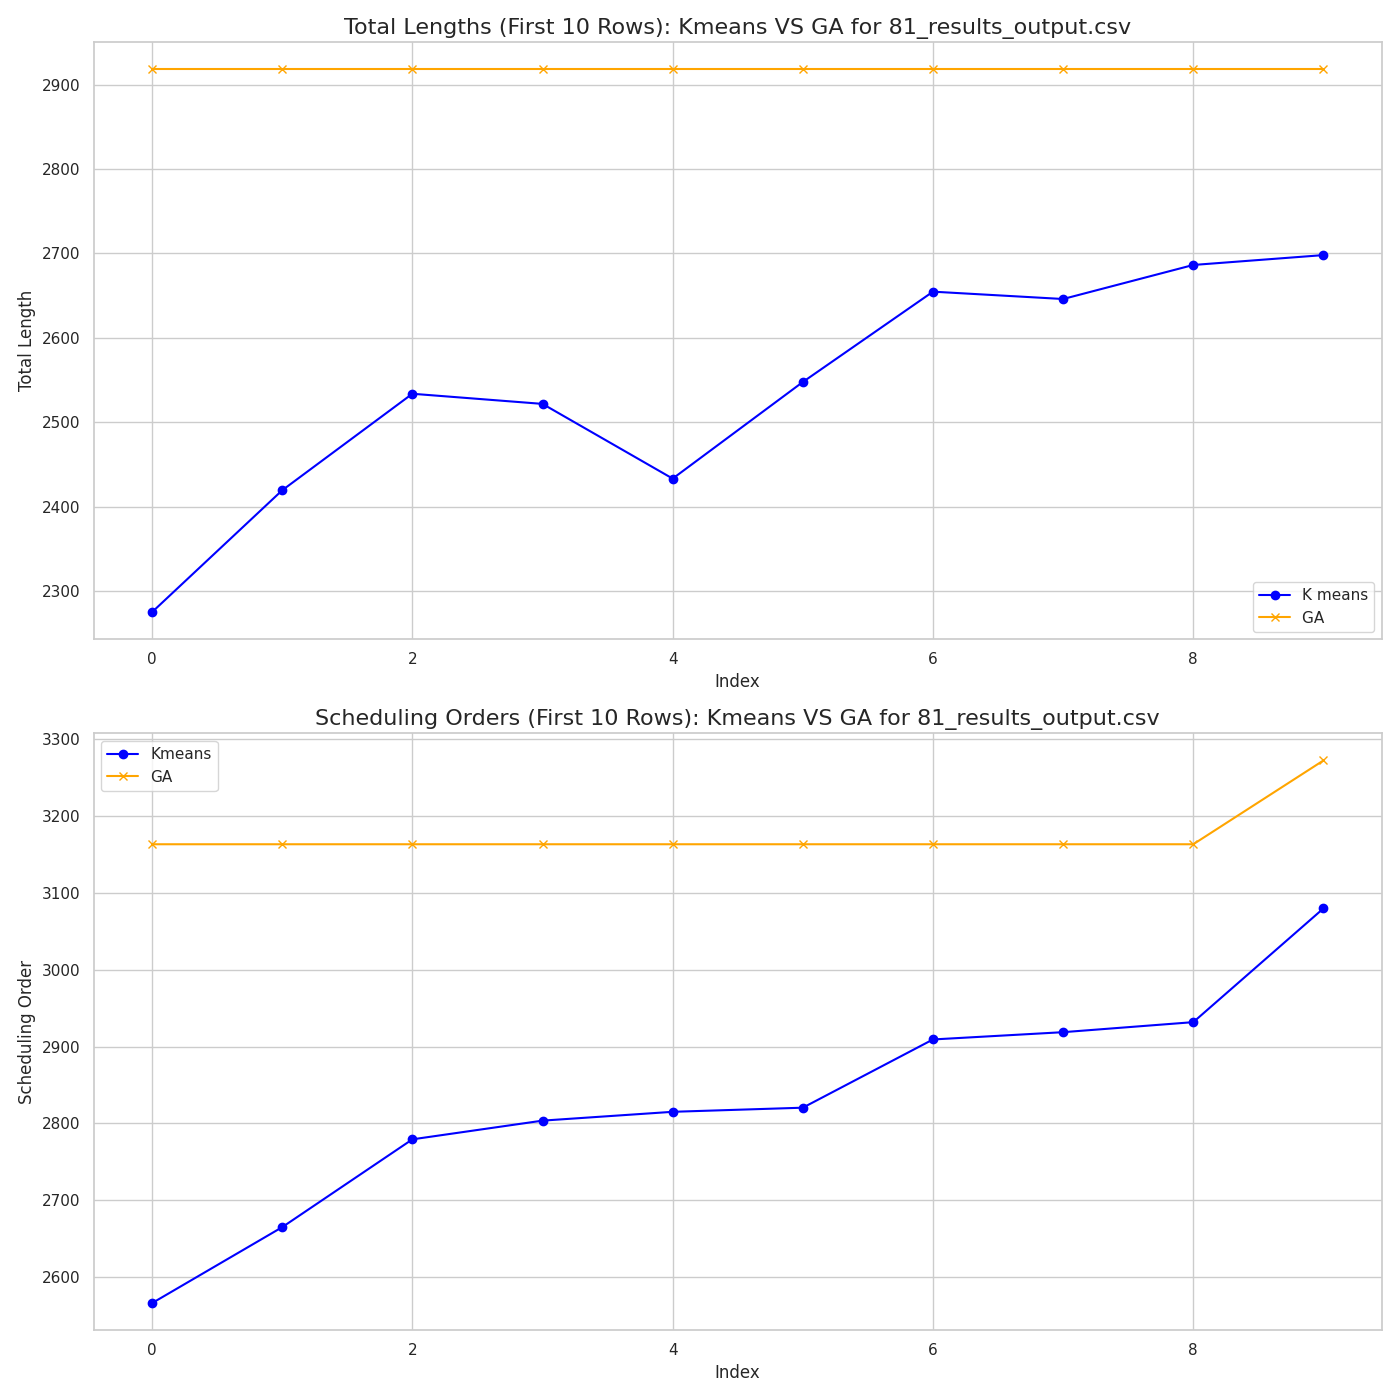 Total Lengths (First 10 Rows): Kmeans VS GA for 81_results_output.csv
2900
2800
2700
2600
2500
2400
2300
Total Length
K means
GA
0 2 4 6 8
Index
Scheduling Orders (First 10 Rows): Kmeans VS GA for 81_results_output.csv
Kmeans
GA
3300
3200
3100
3000
2900
2800
2700
2600
Scheduling Order
0 2 4 6 8
Index